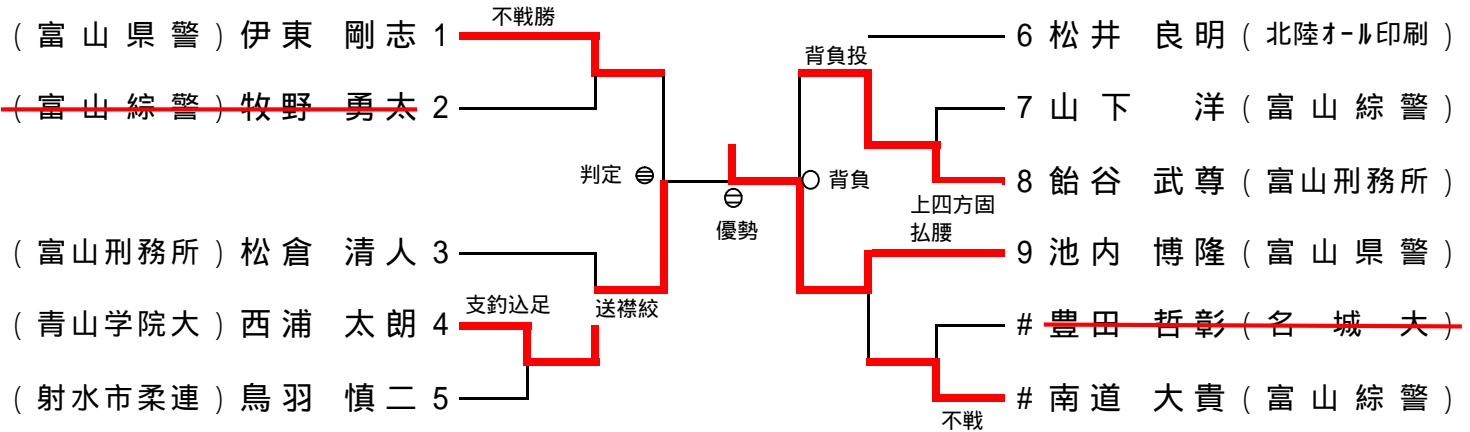 不戦勝
(富山県警)伊東 剛志 1
(富山綜警)牧野 勇太 2
判定
優勢
(富山刑務所)松倉 清人 3
支釣込足
送襟絞
(青山学院大)西浦 太朗 4
(射水市柔連)鳥羽 慎二 5
6 松井 良明(北陸オール印刷)
背負投
7 山下 洋(富山綜警)
背負
8 飴谷 武尊(富山刑務所)
上四方固
払腰
9 池内 博隆(富山県警)
# 豊田 哲彰(名城大)
# 南道 大貴(富山綜警)
不戦